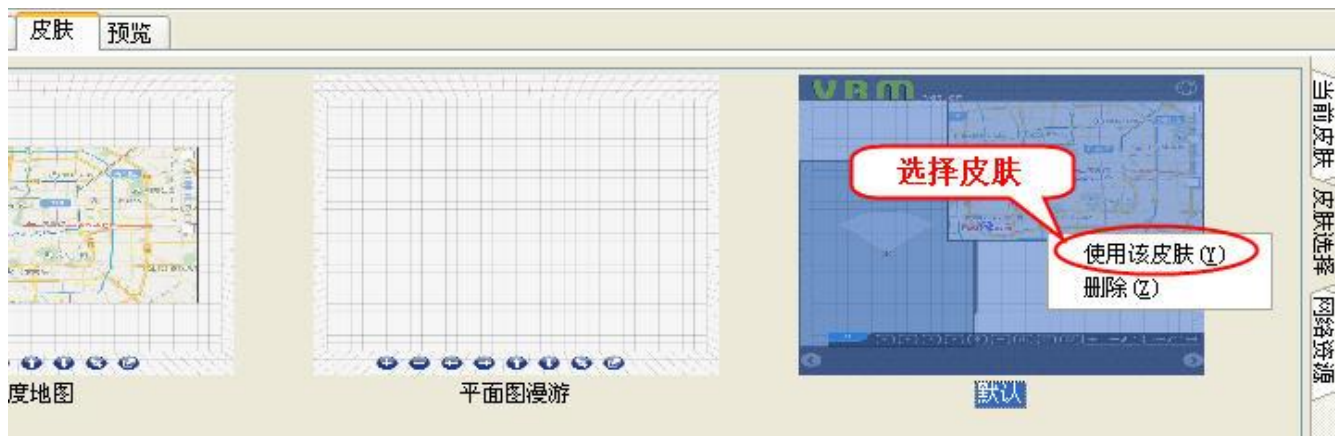 皮肤
预览
VRM
选择皮肤
使用该皮肤(Y)
删除(Z)
度地图
平面图漫游
默认
当前皮肤
皮肤选择
网络资源